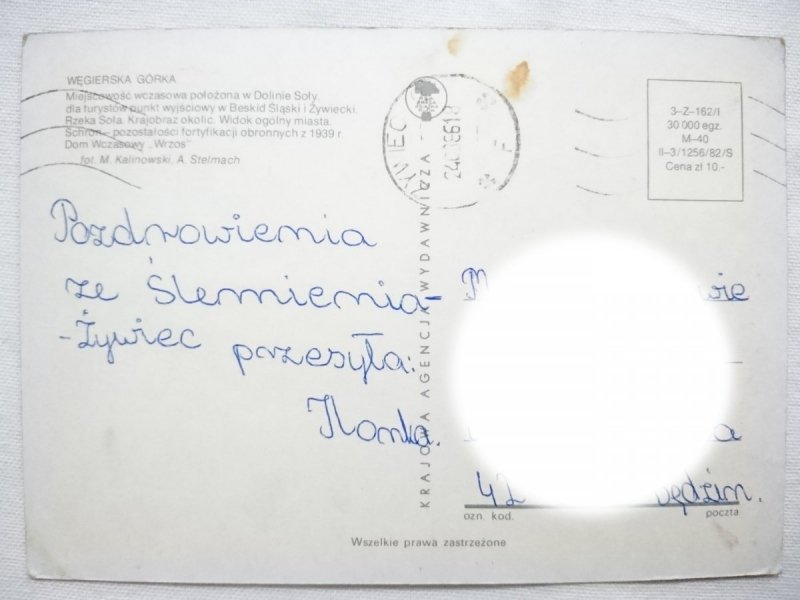 WĘGIERSKA GÓRKA
Miejscowość wczasowa położona w Dolinie Soły,
dla turystów punkt wyjściowy w Beskid Śląski i Żywiecki.
Rzeka Soła. Krajobraz okolic. Widok ogólny miasta.
Schron - pozostałości fortyfikacji obronnych z 1939 r
Dom Wczasowy „Wrzos”
fot. M. Kalinowski, A. Stelmach
ŻYWIEC
F
3-Z-162/I
30 000 egz.
M-40
II-3/1256/82/S
Cena zł 10.-
Pozdrowienia
ze Ślemienia-
-Żywiec przesyła:
Ilonka.
KRAJOWA AGENCJA WYDAWNICZA
42
ozn. kod.
poczta
Wszelkie prawa zastrzeżone